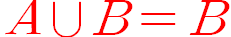 A ∪ B = B